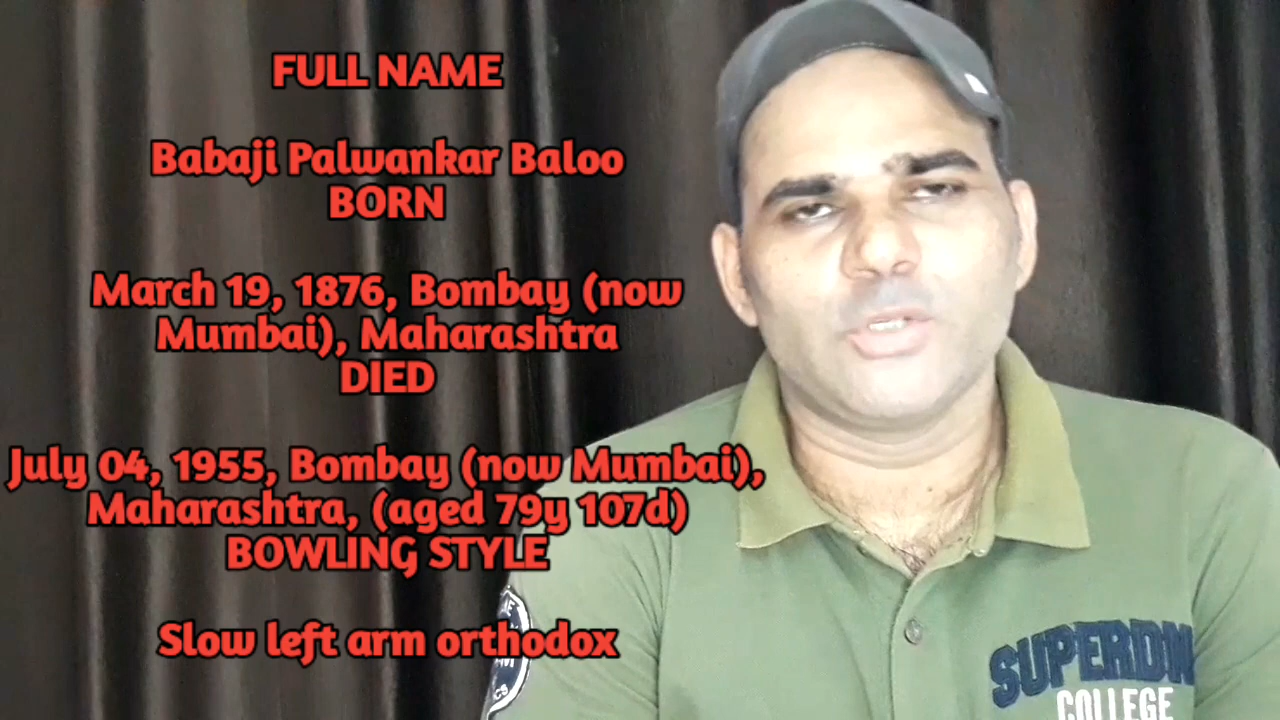 FULL NAME
Babaji Palwankar Baloo
BORN
March 19, 1876, Bombay (now
Mumbai), Maharashtra
DIED
July 04, 1955, Bombay (now Mumbai),
Maharashtra, (aged 79y 107d)
BOWLING STYLE
Slow left arm orthodox
COLLEGE